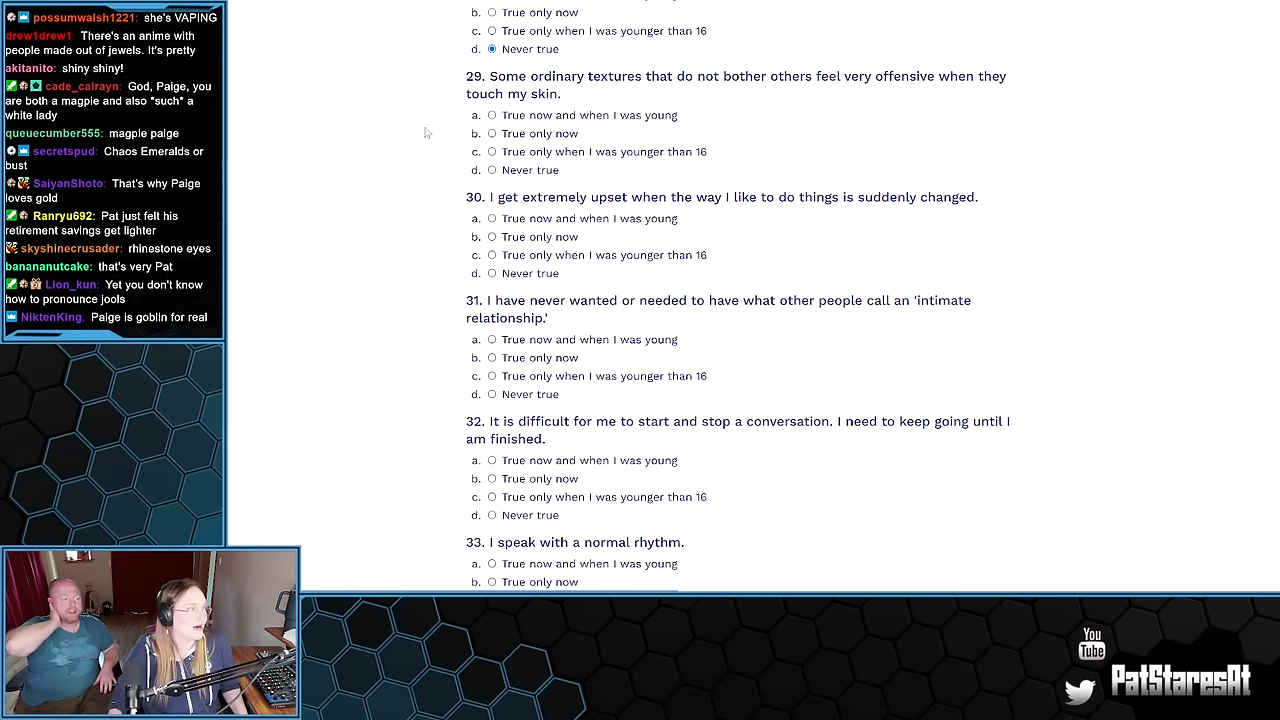 possumwalsh1221: she's VAPING
drew1drew1: There's an anime with
people made out of jewels. It's pretty
akitanito: shiny shiny!
cade_cairayn: God, Paige, you
are both a magpie and also *such* a
white lady
queuecumber555: magpie paige
secretspud: Chaos Emeralds or
bust
SaiyanShoto: That's why Paige
loves gold
Ranryu692: Pat just felt his
retirement savings get lighter
skyshinecrusader: rhinestone eyes
banananutcake: that's very Pat
Lion_kun: Yet you don't know
how to pronounce jools
NiktenKing: Paige is goblin for real
b. True only now
c. True only when I was younger than 16
d. Never true
29. Some ordinary textures that do not bother others feel very offensive when they
touch my skin.
a. True now and when I was young
b. True only now
c. True only when I was younger than 16
d. Never true
30. I get extremely upset when the way I like to do things is suddenly changed.
a. True now and when I was young
b. True only now
c. True only when I was younger than 16
d. Never true
31. I have never wanted or needed to have what other people call an 'intimate
relationship.'
a. True now and when I was young
b. True only now
c. True only when I was younger than 16
d. Never true
32. It is difficult for me to start and stop a conversation. I need to keep going until I
am finished.
a. True now and when I was young
b. True only now
c. True only when I was younger than 16
d. Never true
33. I speak with a normal rhythm.
a. True now and when I was young
b. True only now
You
Tube
PatStaresAt